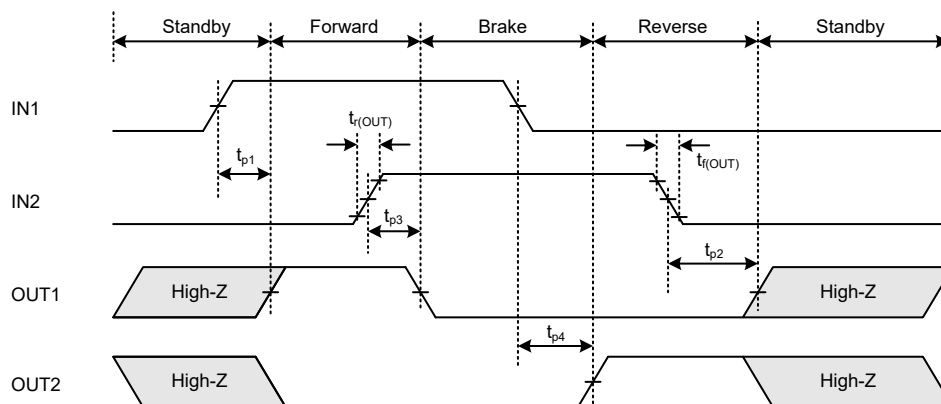 Standby Forward Brake Reverse Standby
IN1
tr(OUT)
tp1
tf(OUT)
IN2
tp3
tp2
OUT1 High-Z High-Z
tp4
OUT2 High-Z High-Z